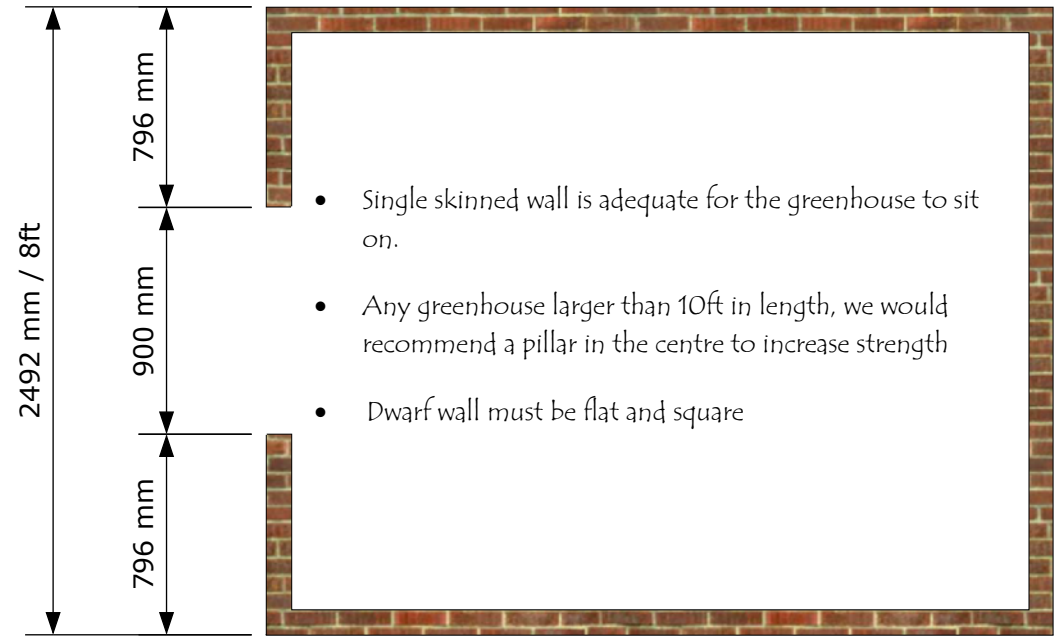 2492 mm / 8ft
796 mm
900 mm
796 mm
• Single skinned wall is adequate for the greenhouse to sit
on.
• Any greenhouse larger than 10ft in length, we would
recommend a pillar in the centre to increase strength
• Dwarf wall must be flat and square